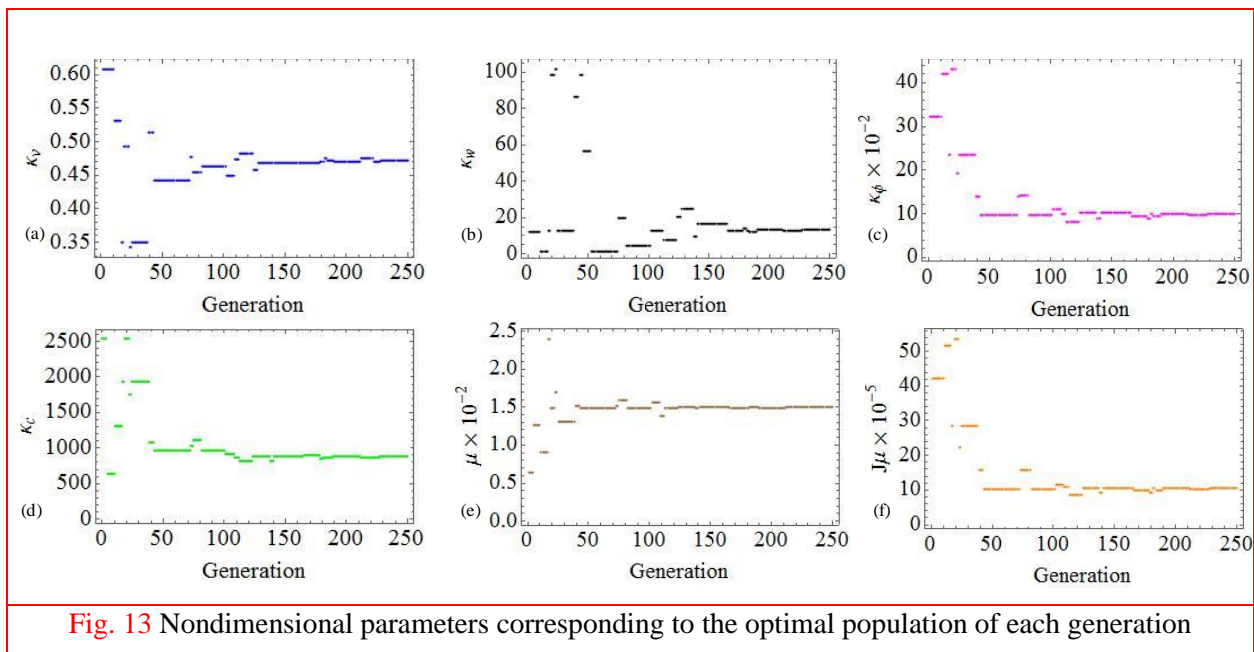 0.60
0.55
0.50
0.45
0.40
0.35
κ_v
(a)
0 50 100 150 200 250
Generation
100
80
60
40
20
0
κ_w
(b)
0 50 100 150 200 250
Generation
40
30
20
10
0
κ_ϕ × 10⁻²
(c)
0 50 100 150 200 250
Generation
2500
2000
1500
1000
500
0
κ_c
(d)
0 50 100 150 200 250
Generation
2.5
2.0
1.5
1.0
0.5
0.0
μ × 10⁻²
(e)
0 50 100 150 200 250
Generation
50
40
30
20
10
0
Jμ × 10⁻⁵
(f)
0 50 100 150 200 250
Generation
Fig. 13 Nondimensional parameters corresponding to the optimal population of each generation